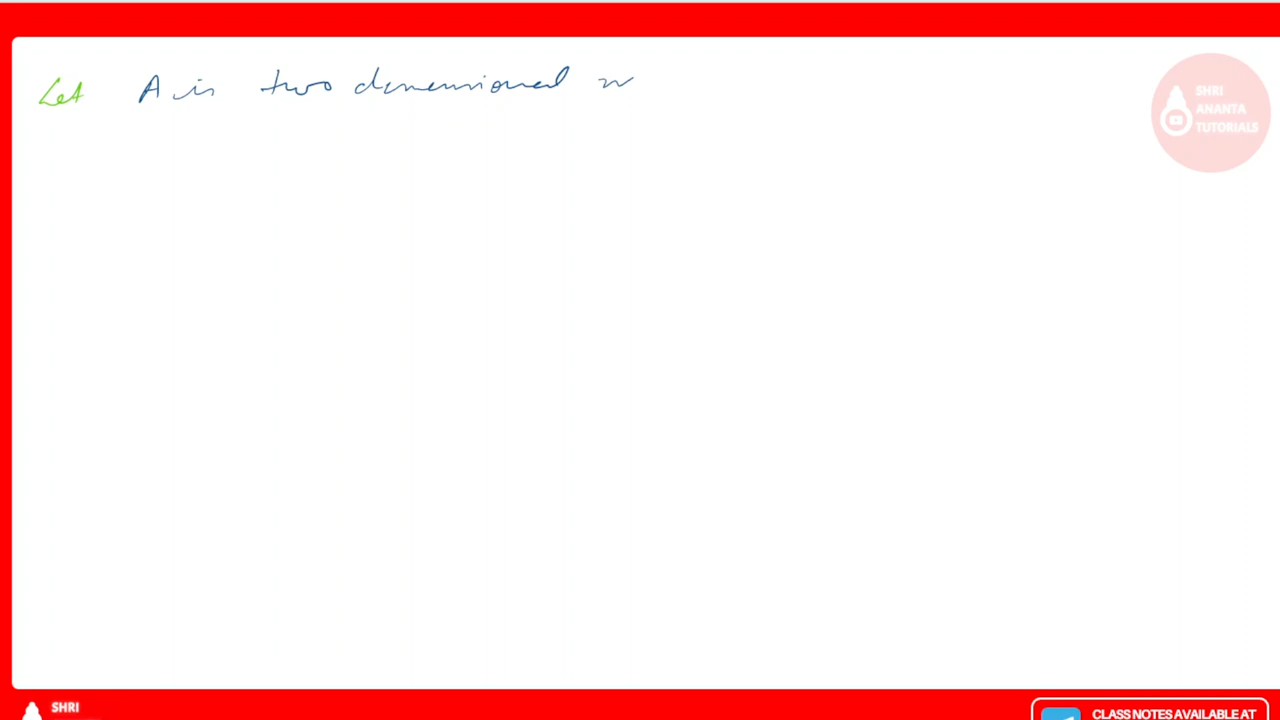 Let A is two dimensional
SHRI
ANANTA
TUTORIALS
SHRI
CLASS NOTES AVAILABLE AT